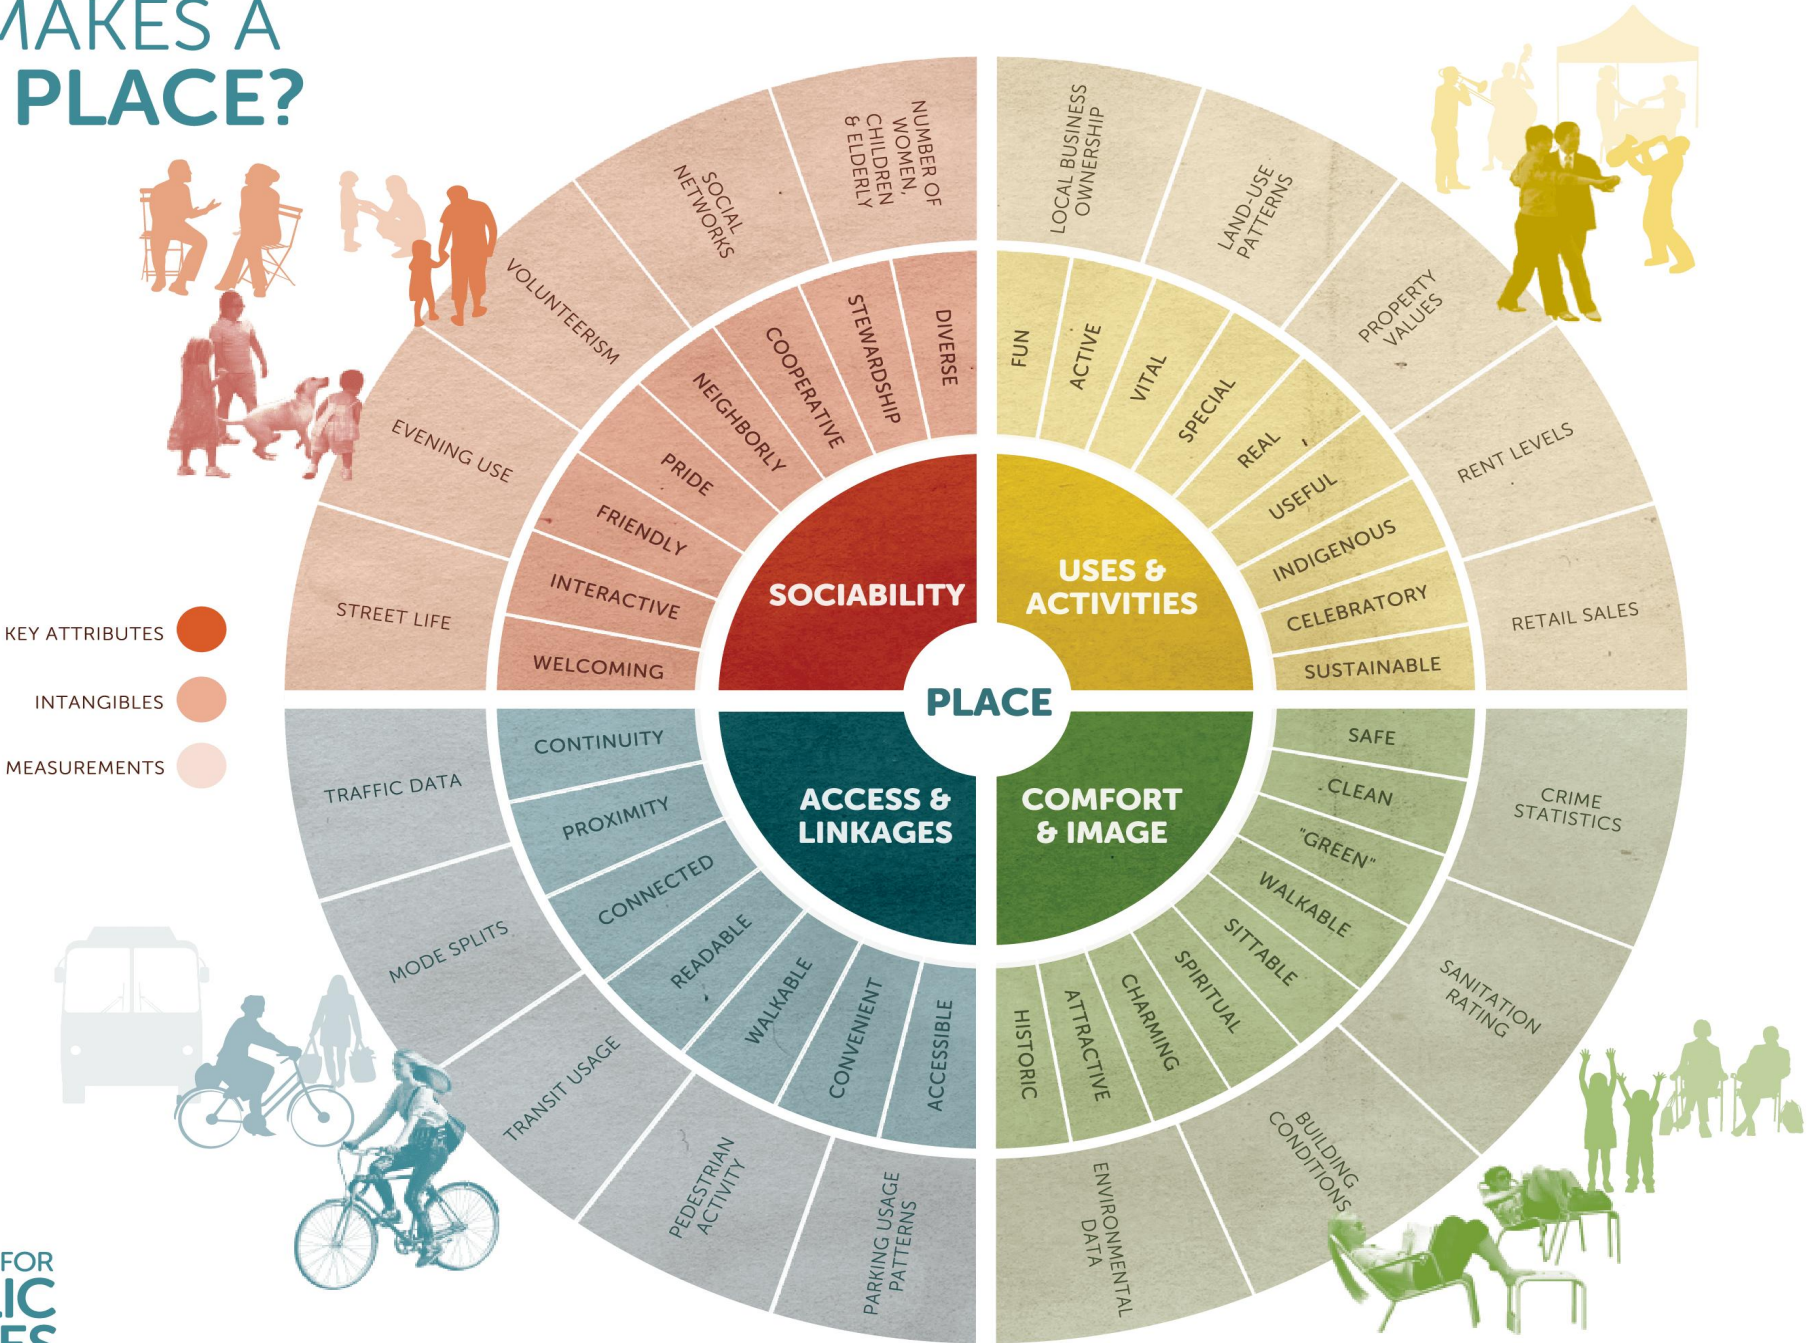 MAKES A
PLACE?
KEY ATTRIBUTES
INTANGIBLES
MEASUREMENTS
PLACE
SOCIABILITY
WELCOMING
INTERACTIVE
FRIENDLY
PRIDE
NEIGHBORLY
COOPERATIVE
STEWARDSHIP
DIVERSE
STREET LIFE
EVENING USE
VOLUNTEERISM
SOCIAL
NETWORKS
NUMBER OF
WOMEN,
CHILDREN
& ELDERLY
USES &
ACTIVITIES
FUN
ACTIVE
VITAL
SPECIAL
REAL
USEFUL
INDIGENOUS
CELEBRATORY
SUSTAINABLE
LOCAL BUSINESS
OWNERSHIP
LAND-USE
PATTERNS
PROPERTY
VALUES
RENT LEVELS
RETAIL SALES
ACCESS &
LINKAGES
CONTINUITY
PROXIMITY
CONNECTED
READABLE
WALKABLE
CONVENIENT
ACCESSIBLE
TRAFFIC DATA
MODE SPLITS
TRANSIT USAGE
PEDESTRIAN
ACTIVITY
PARKING USAGE
PATTERNS
COMFORT
& IMAGE
SAFE
CLEAN
"GREEN"
WALKABLE
SITTABLE
SPIRITUAL
CHARMING
ATTRACTIVE
HISTORIC
CRIME
STATISTICS
SANITATION
RATING
BUILDING
CONDITIONS
ENVIRONMENTAL
DATA
FOR
IC
ES